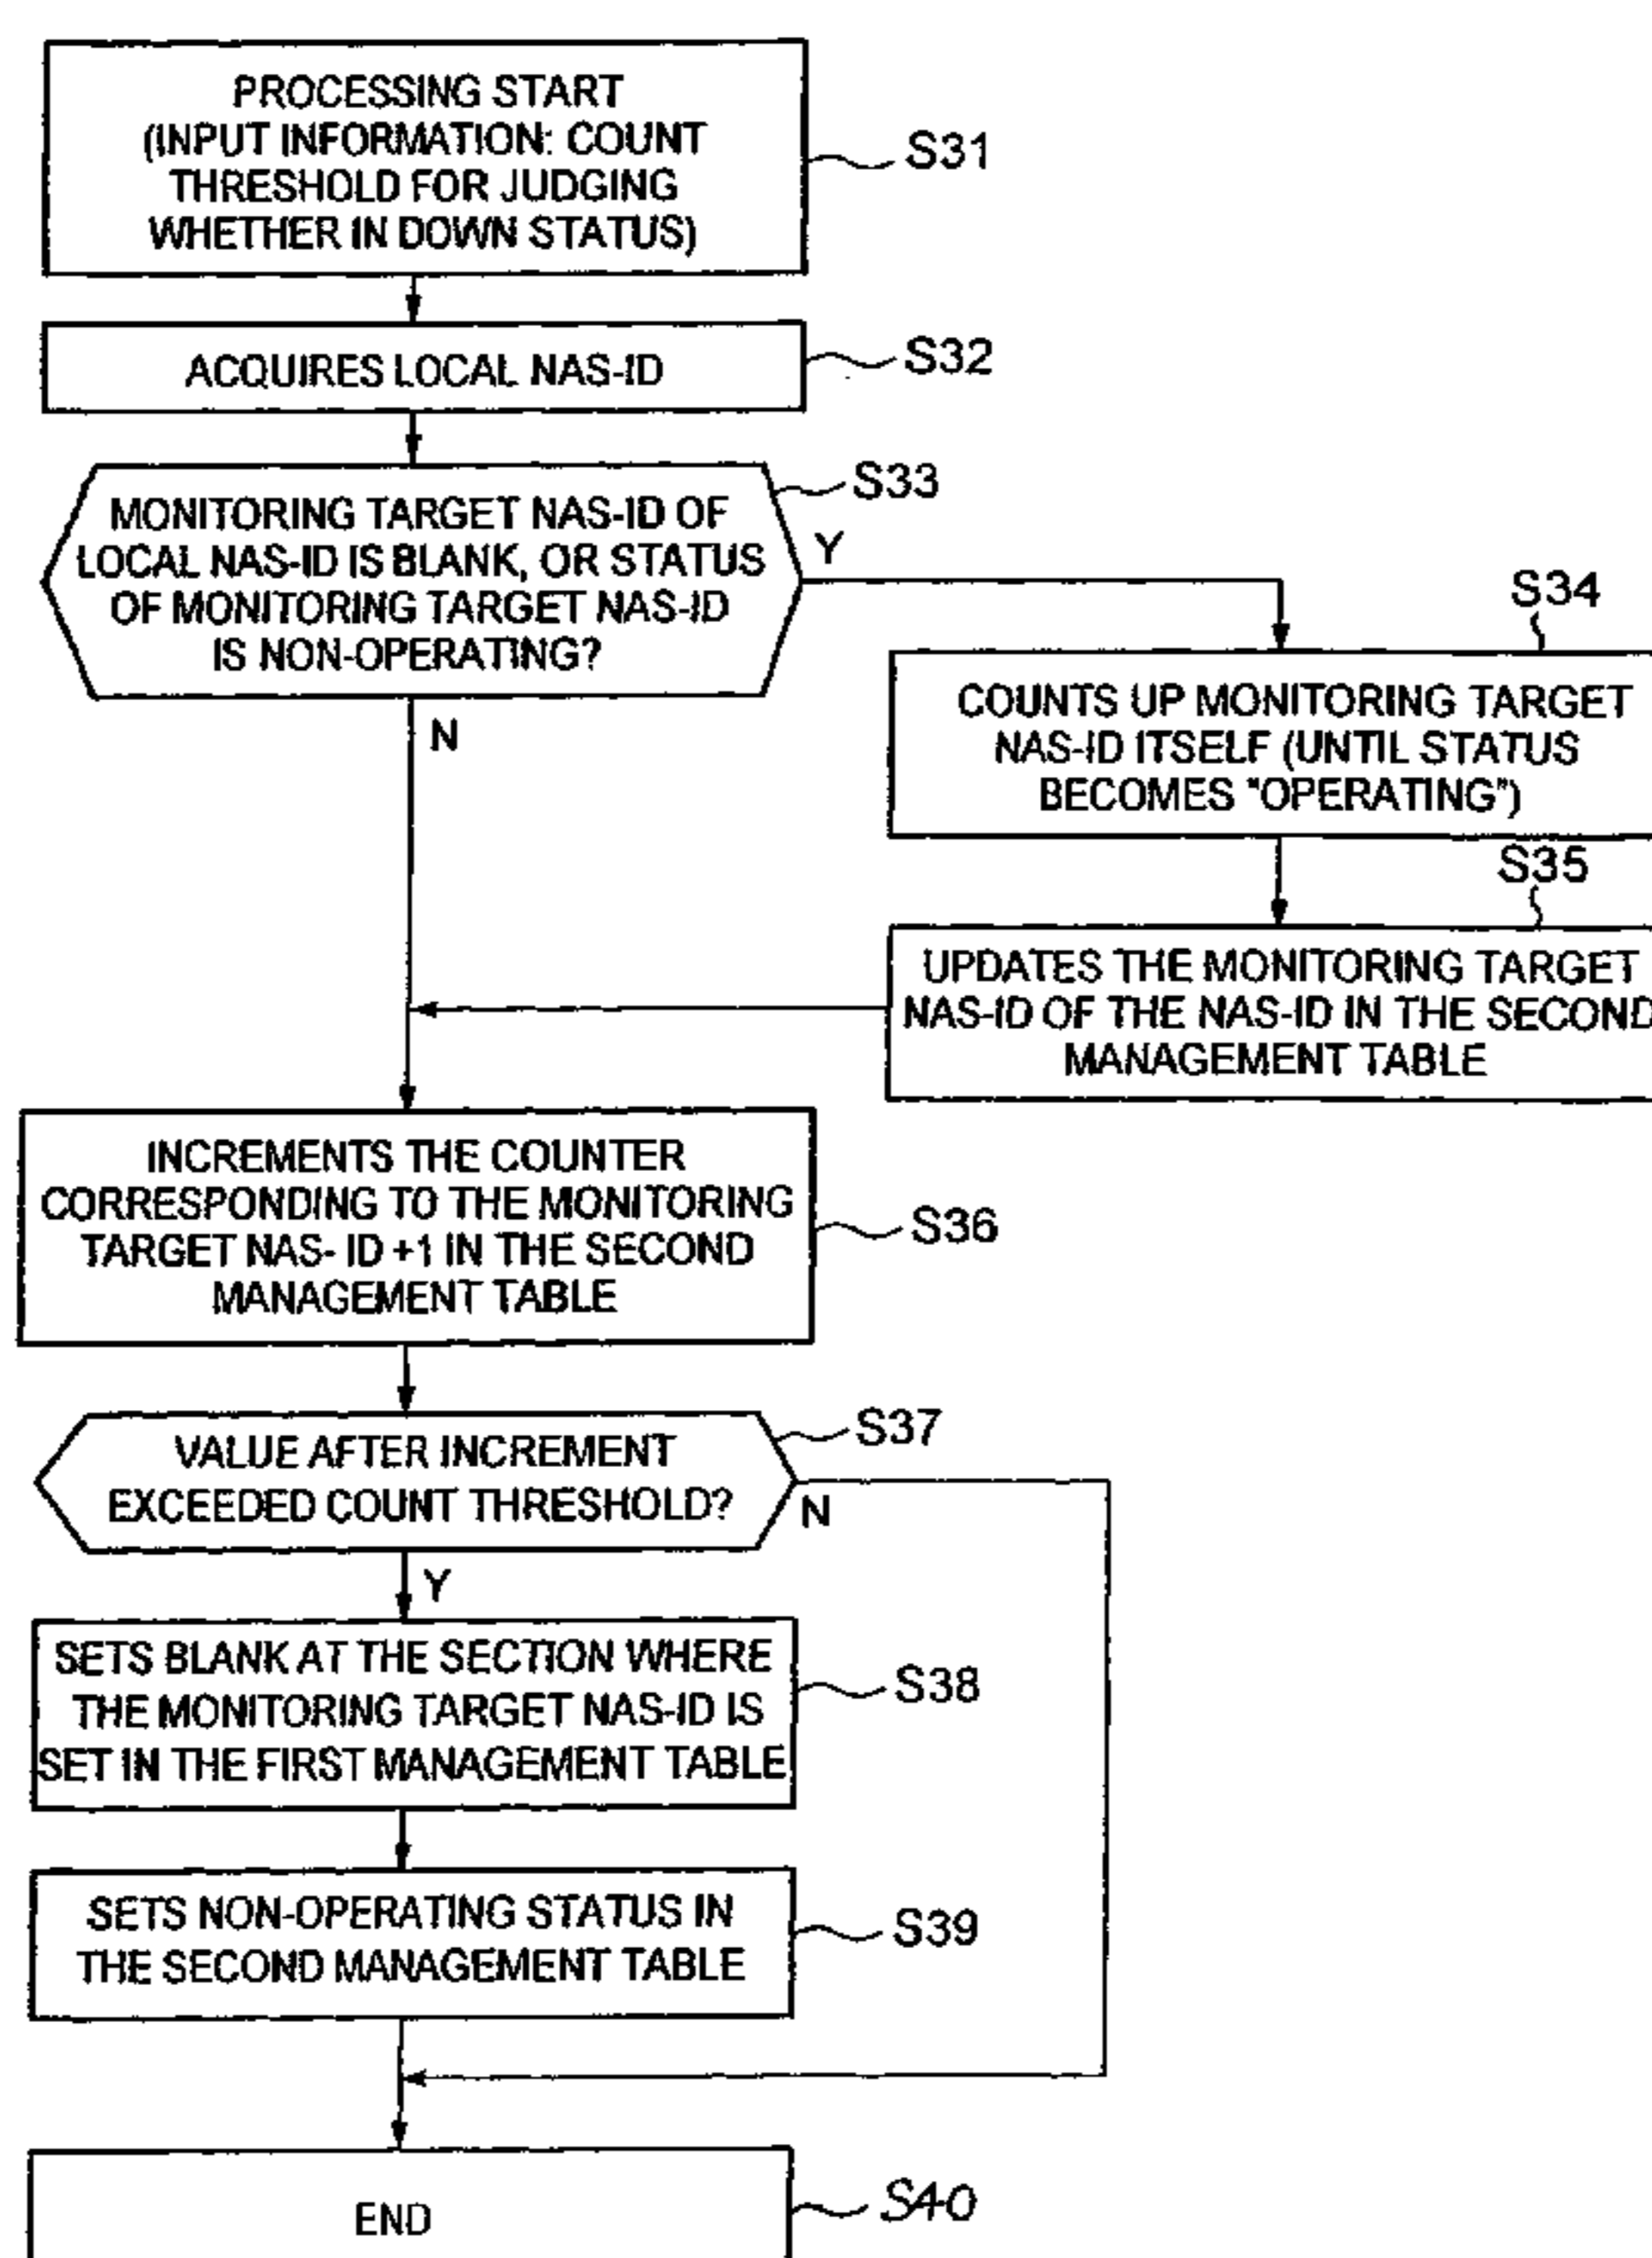 PROCESSING START
(INPUT INFORMATION: COUNT
THRESHOLD FOR JUDGING
WHETHER IN DOWN STATUS)
S31
ACQUIRES LOCAL NAS-ID
S32
MONITORING TARGET NAS-ID OF
LOCAL NAS-ID IS BLANK, OR STATUS
OF MONITORING TARGET NAS-ID
IS NON-OPERATING?
S33
Y
N
S34
COUNTS UP MONITORING TARGET
NAS-ID ITSELF (UNTIL STATUS
BECOMES "OPERATING")
S35
UPDATES THE MONITORING TARGET
NAS-ID OF THE NAS-ID IN THE SECOND
MANAGEMENT TABLE
INCREMENTS THE COUNTER
CORRESPONDING TO THE MONITORING
TARGET NAS- ID +1 IN THE SECOND
MANAGEMENT TABLE
S36
VALUE AFTER INCREMENT
EXCEEDED COUNT THRESHOLD?
S37
N
Y
SETS BLANK AT THE SECTION WHERE
THE MONITORING TARGET NAS-ID IS
SET IN THE FIRST MANAGEMENT TABLE
S38
SETS NON-OPERATING STATUS IN
THE SECOND MANAGEMENT TABLE
S39
END
S40